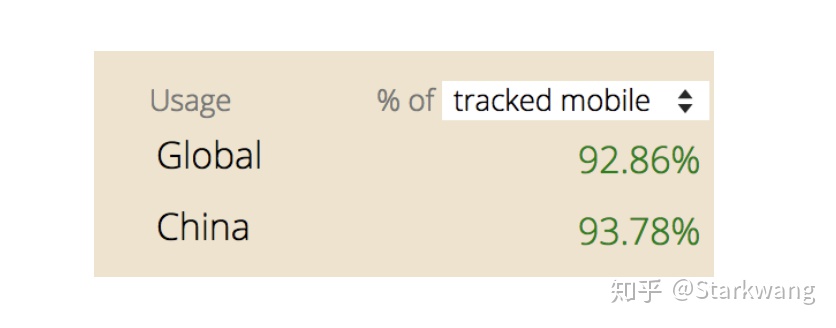 Usage % of tracked mobile
Global 92.86%
China 93.78%
知乎 @Starkwang